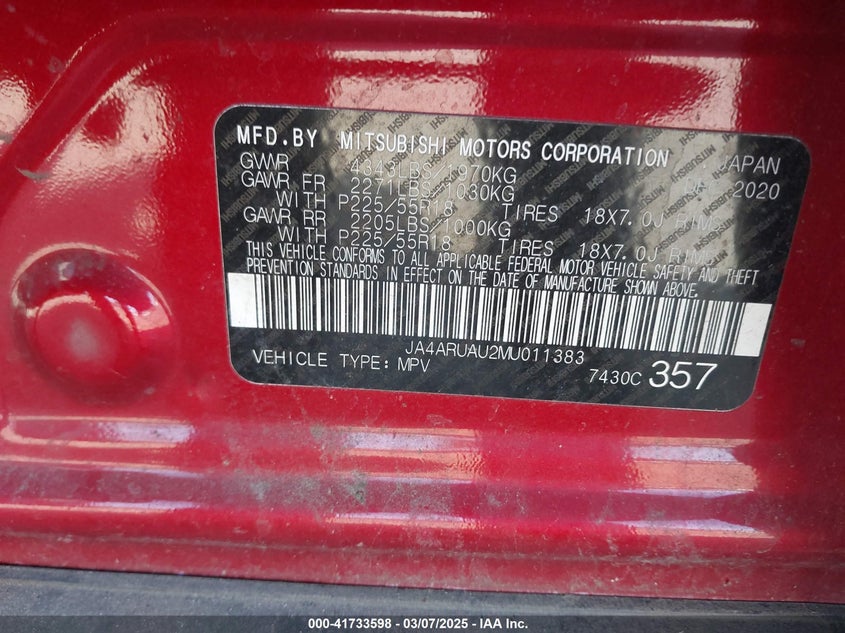 MFD.BY MITSUBISHI MOTORS CORPORATION / JAPAN
GVWR 4343LBS/1970KG 2020
GAWR FR 2271LBS/1030KG
WITH P225/55R18 TIRES 18X7.0J RIMS
GAWR RR 2205LBS/1000KG
WITH P225/55R18 TIRES 18X7.0J RIMS
THIS VEHICLE CONFORMS TO ALL APPLICABLE FEDERAL MOTOR VEHICLE SAFETY AND THEFT
PREVENTION STANDARDS IN EFFECT ON THE DATE OF MANUFACTURE SHOWN ABOVE.
JA4ARUAU2MU011383
VEHICLE TYPE: MPV 7430C 357
000-41733598 - 03/07/2025 - IAA Inc.